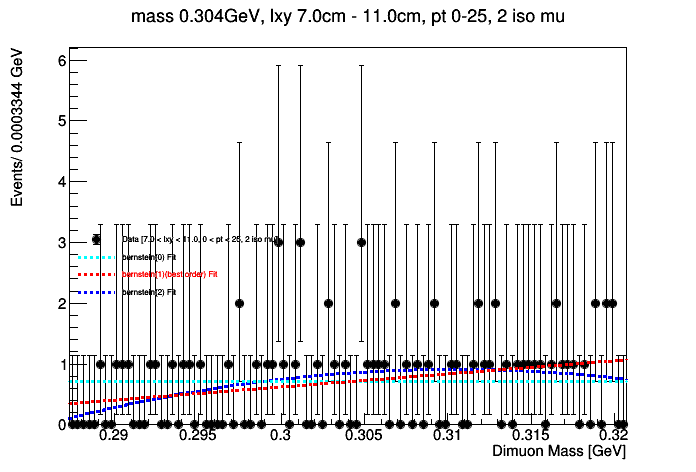 mass 0.304GeV, lxy 7.0cm - 11.0cm, pt 0-25, 2 iso mu
Events/ 0.0003344 GeV
6
5
4
3
2
1
0
Data [7.0 < lxy < 11.0, 0 < pt < 25, 2 iso mu]
bernstein[0] Fit
bernstein[1](best order) Fit
bernstein[2] Fit
0.29 0.295 0.3 0.305 0.31 0.315 0.32
Dimuon Mass [GeV]